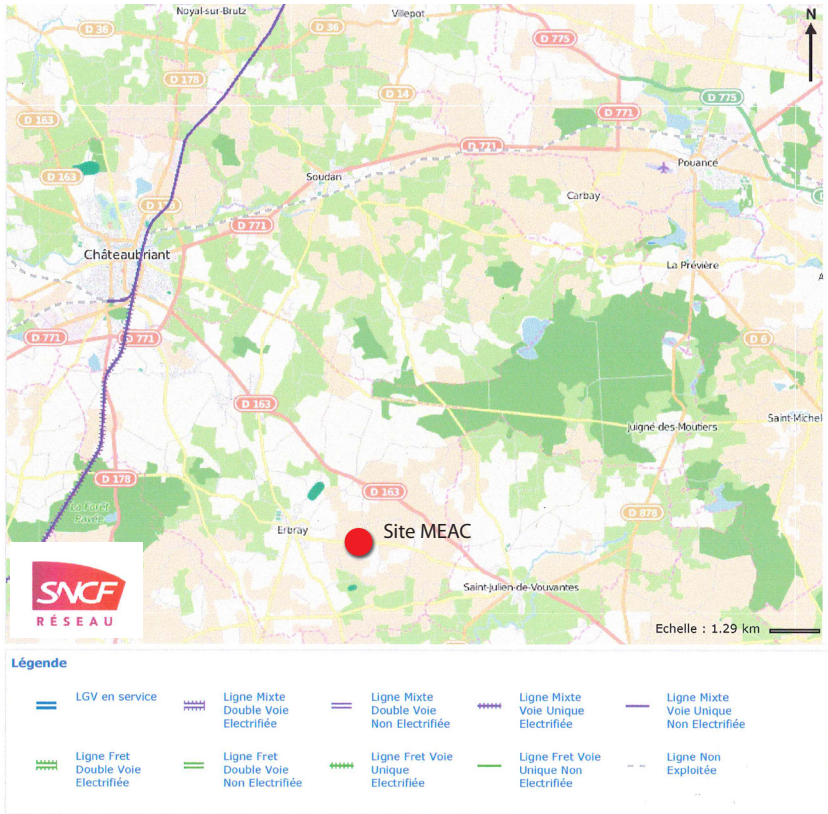 Noyal-sur-Brutz
Villepot
N
D 36
D 36
D 775
D 178
D 14
D 775
D 771
D 163
D 771
Soudan
Pouancé
D 163
Carbay
D 771
Châteaubriant
La Prévière
D 771
D 771
D 6
D 163
Saint-Michel
Juigné-des-Moutiers
D 178
D 163
La Forêt
Pavée
D 878
Erbray
Site MEAC
Saint-Julien-de-Vouvantes
SNCF
RÉSEAU
Echelle : 1.29 km
Légende
LGV en service
Ligne Mixte
Double Voie
Electrifiée
Ligne Mixte
Double Voie
Non Electrifiée
Ligne Mixte
Voie Unique
Electrifiée
Ligne Mixte
Voie Unique
Non Electrifiée
Ligne Fret
Double Voie
Electrifiée
Ligne Fret
Double Voie
Non Electrifiée
Ligne Fret Voie
Unique
Electrifiée
Ligne Fret Voie
Unique Non
Electrifiée
Ligne Non
Exploitée